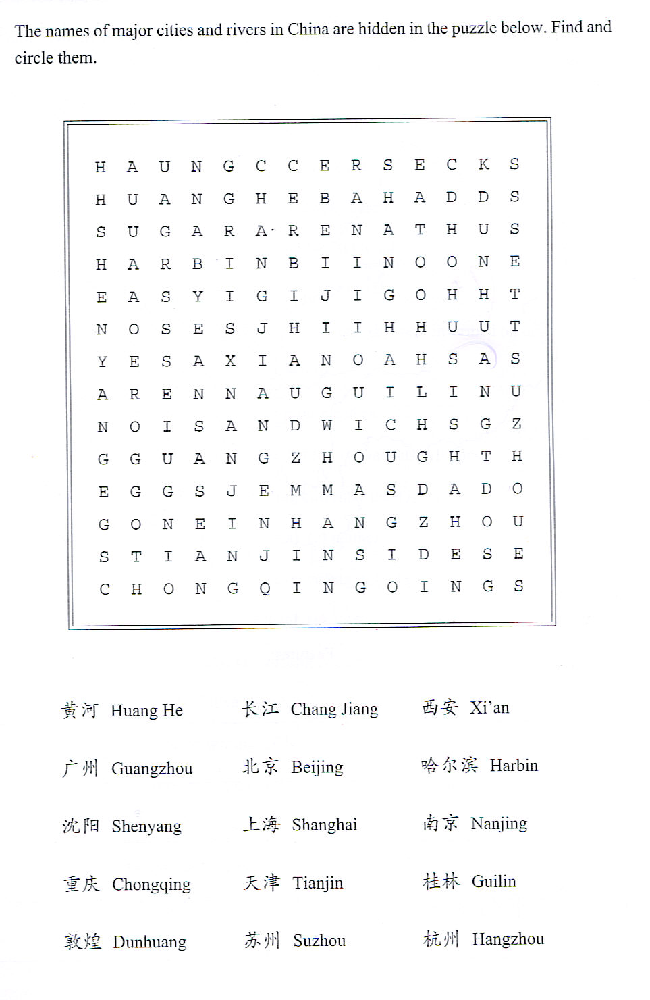 The names of major cities and rivers in China are hidden in the puzzle below. Find and
circle them.
H A U N G C C E R S E C K S
H U A N G H E B A H A D D S
S U G A R A R E N A T H U S
H A R B I N B I I N O O N E
E A S Y I G I J I G O H H T
N O S E S J H I I H H U U T
Y E S A X I A N O A H S A S
A R E N N A U G U I L I N U
N O I S A N D W I C H S G Z
G G U A N G Z H O U G H T H
E G G S J E M M A S D A D O
G O N E I N H A N G Z H O U
S T I A N J I N S I D E S E
C H O N G Q I N G O I N G S
黄河 Huang He 长江 Chang Jiang 西安 Xi’an
广州 Guangzhou 北京 Beijing 哈尔滨 Harbin
沈阳 Shenyang 上海 Shanghai 南京 Nanjing
重庆 Chongqing 天津 Tianjin 桂林 Guilin
敦煌 Dunhuang 苏州 Suzhou 杭州 Hangzhou